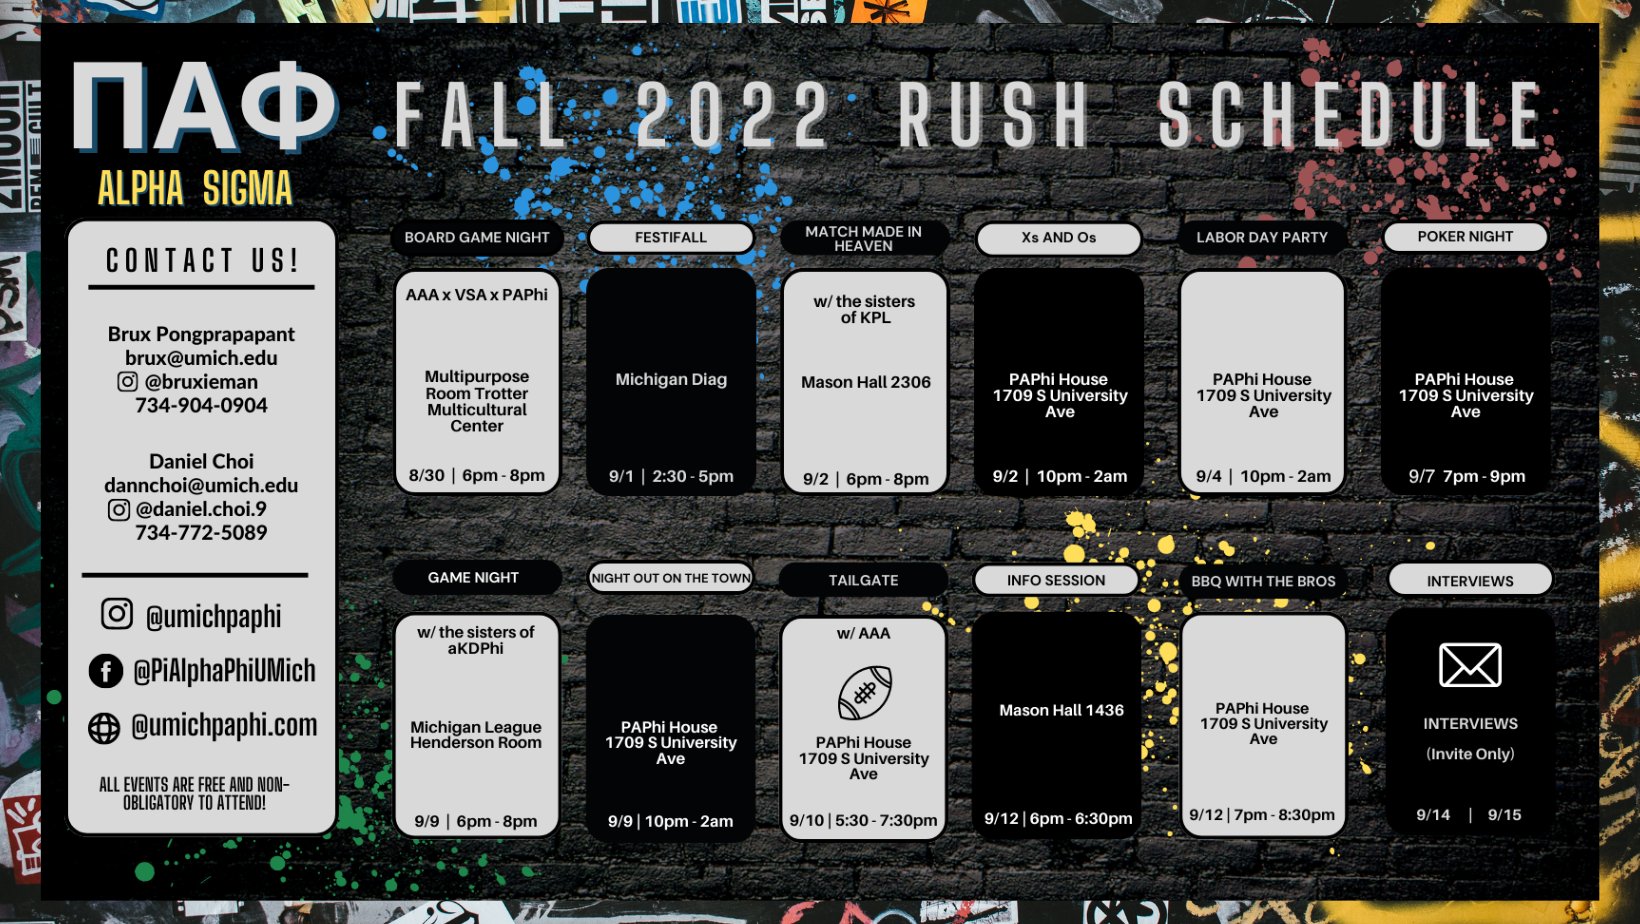 ΠΑΦ
ALPHA SIGMA
FALL 2022 RUSH SCHEDULE
CONTACT US!
Brux Pongprapapant
brux@umich.edu
@bruxieman
734-904-0904
Daniel Choi
dannchoi@umich.edu
@daniel.choi.9
734-772-5089
@umichpaphi
@PiAlphaPhiUMich
@umichpaphi.com
ALL EVENTS ARE FREE AND NON-
OBLIGATORY TO ATTEND!
BOARD GAME NIGHT
AAA x VSA x PAPhi
Multipurpose
Room Trotter
Multicultural
Center
8/30 | 6pm - 8pm
FESTIFALL
Michigan Diag
9/1 | 2:30 - 5pm
MATCH MADE IN
HEAVEN
w/ the sisters
of KPL
Mason Hall 2306
9/2 | 6pm - 8pm
Xs AND Os
PAPhi House
1709 S University
Ave
9/2 | 10pm - 2am
LABOR DAY PARTY
PAPhi House
1709 S University
Ave
9/4 | 10pm - 2am
POKER NIGHT
PAPhi House
1709 S University
Ave
9/7 7pm - 9pm
GAME NIGHT
w/ the sisters of
aKDPhi
Michigan League
Henderson Room
9/9 | 6pm - 8pm
NIGHT OUT ON THE TOWN
PAPhi House
1709 S University
Ave
9/9 | 10pm - 2am
TAILGATE
w/ AAA
PAPhi House
1709 S University
Ave
9/10 | 5:30 - 7:30pm
INFO SESSION
Mason Hall 1436
9/12 | 6pm - 6:30pm
BBQ WITH THE BROS
PAPhi House
1709 S University
Ave
9/12 | 7pm - 8:30pm
INTERVIEWS
INTERVIEWS
(Invite Only)
9/14 | 9/15